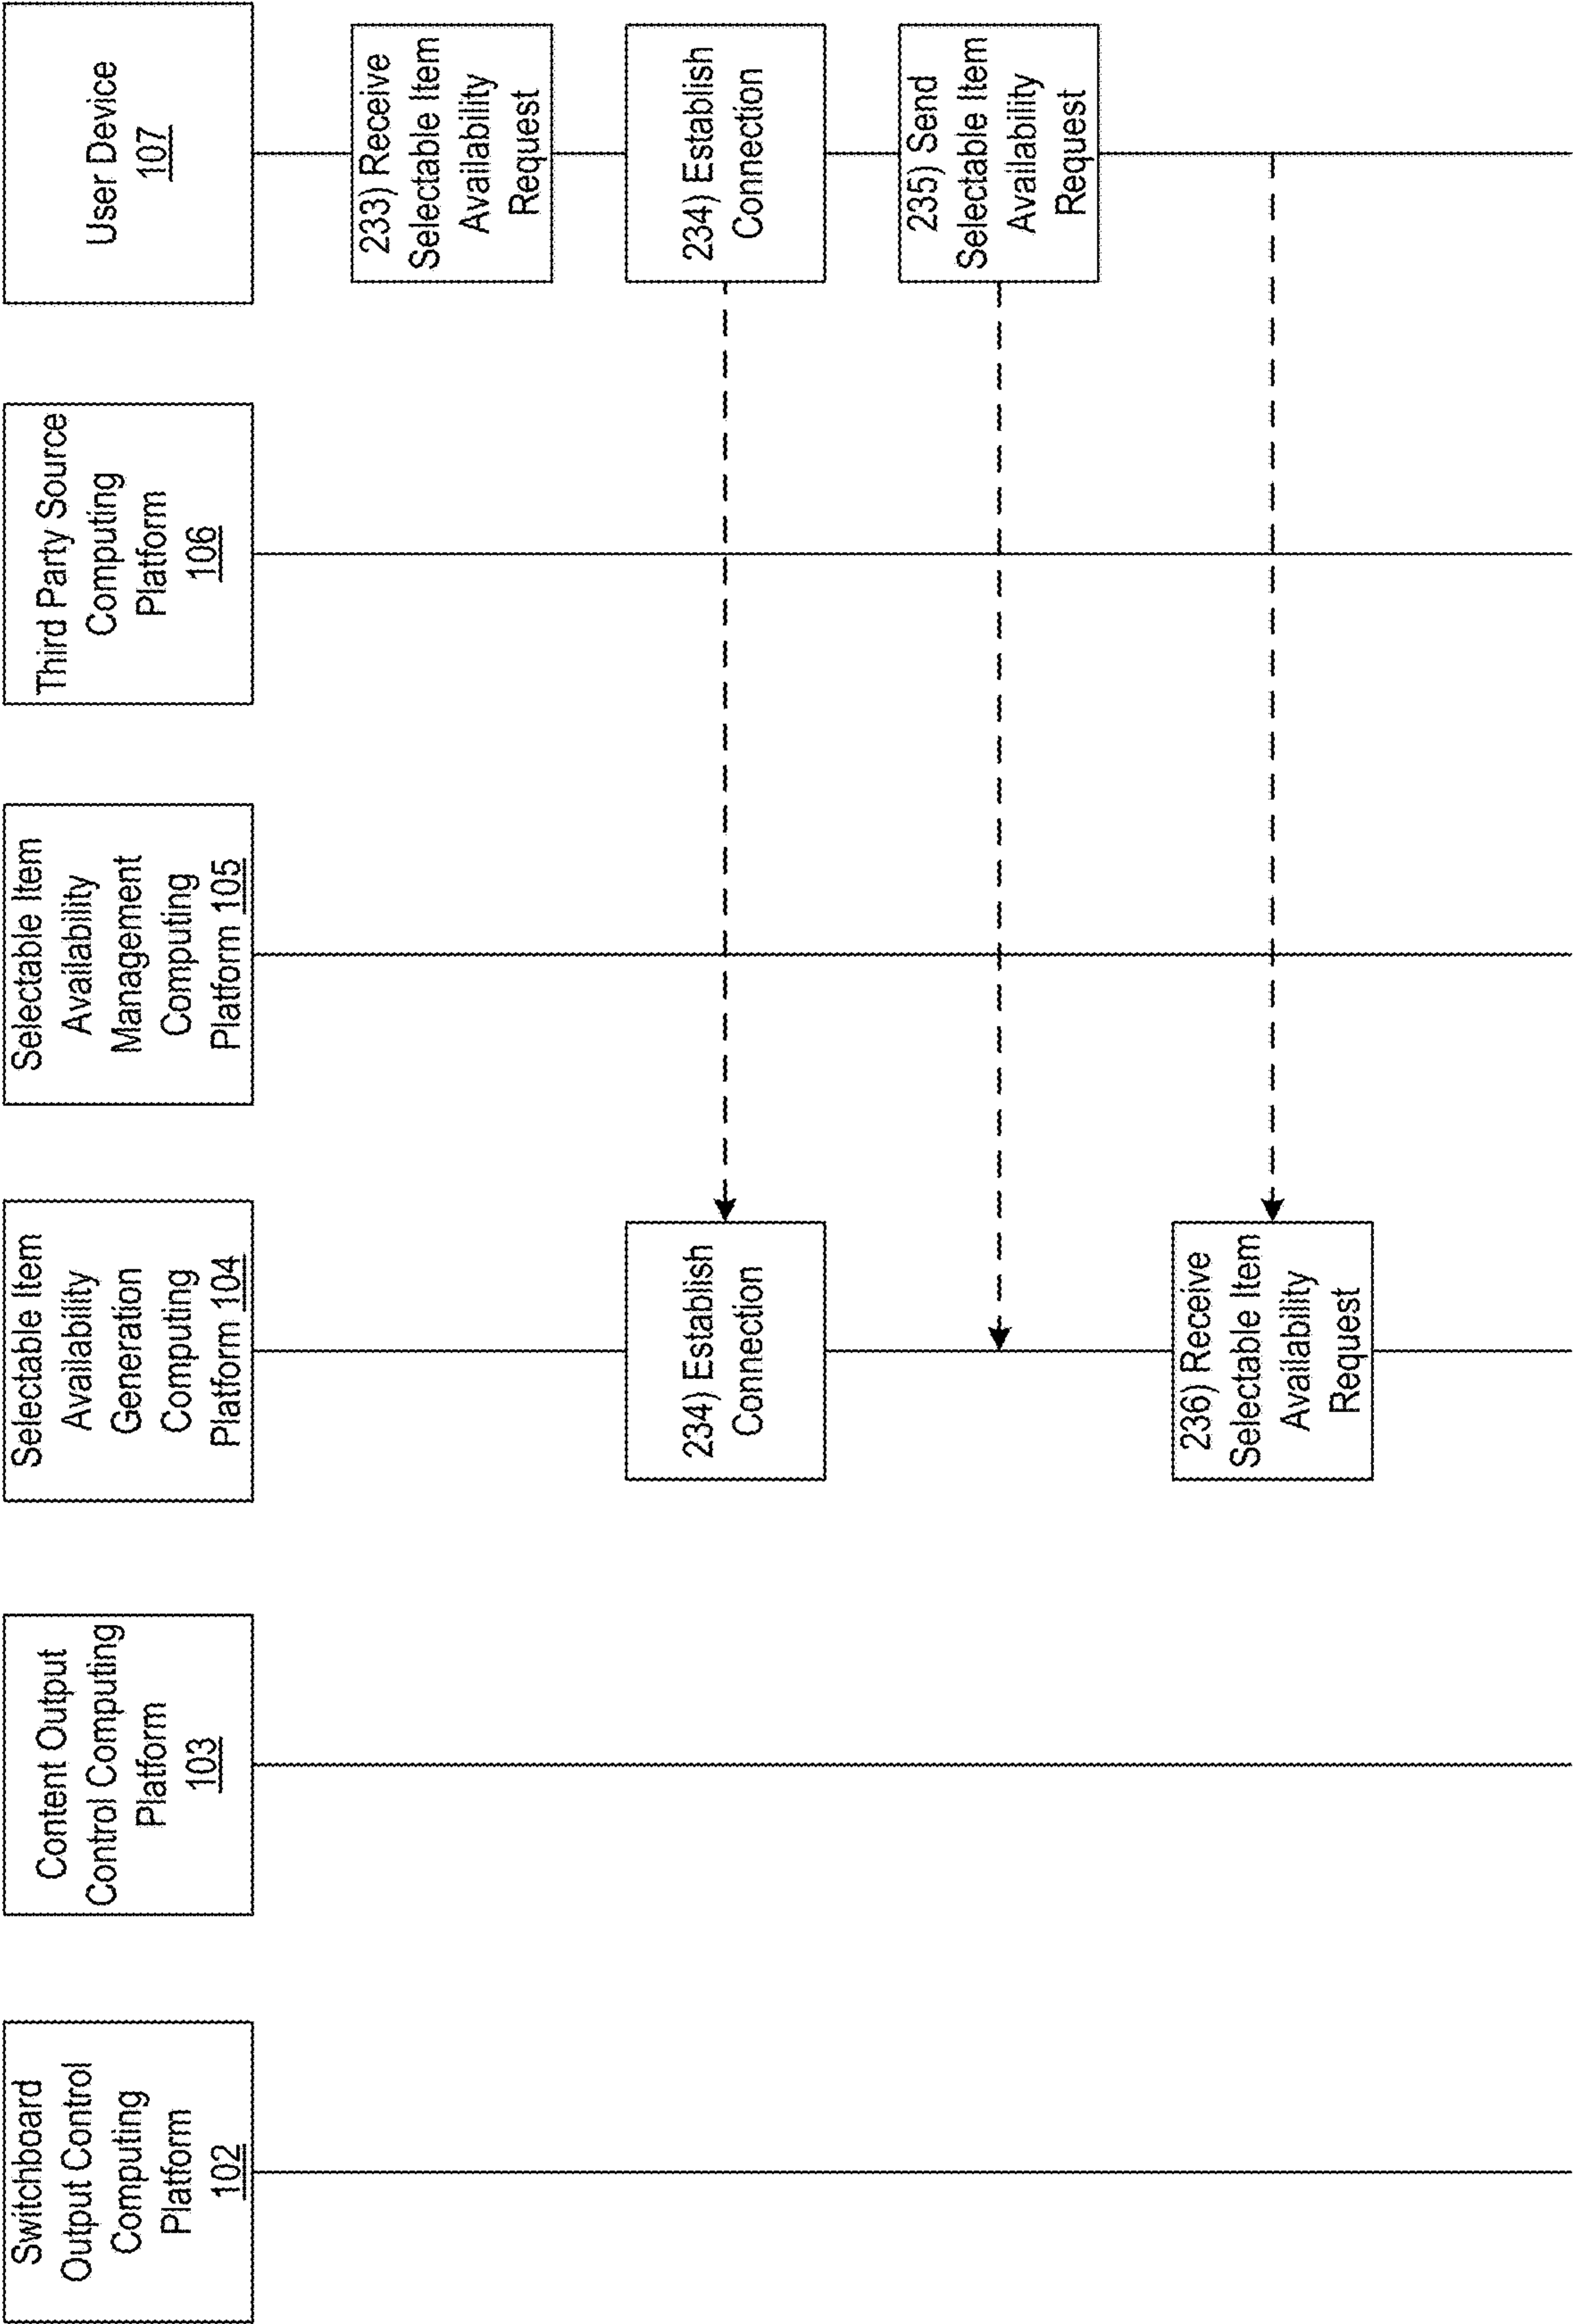 Switchboard
Output Control
Computing
Platform
102
Content Output
Control Computing
Platform
103
Selectable Item
Availability
Generation
Computing
Platform 104
Selectable Item
Availability
Management
Computing
Platform 105
Third Party Source
Computing
Platform
106
User Device
107
233) Receive
Selectable Item
Availability
Request
234) Establish
Connection
234) Establish
Connection
235) Send
Selectable Item
Availability
Request
236) Receive
Selectable Item
Availability
Request